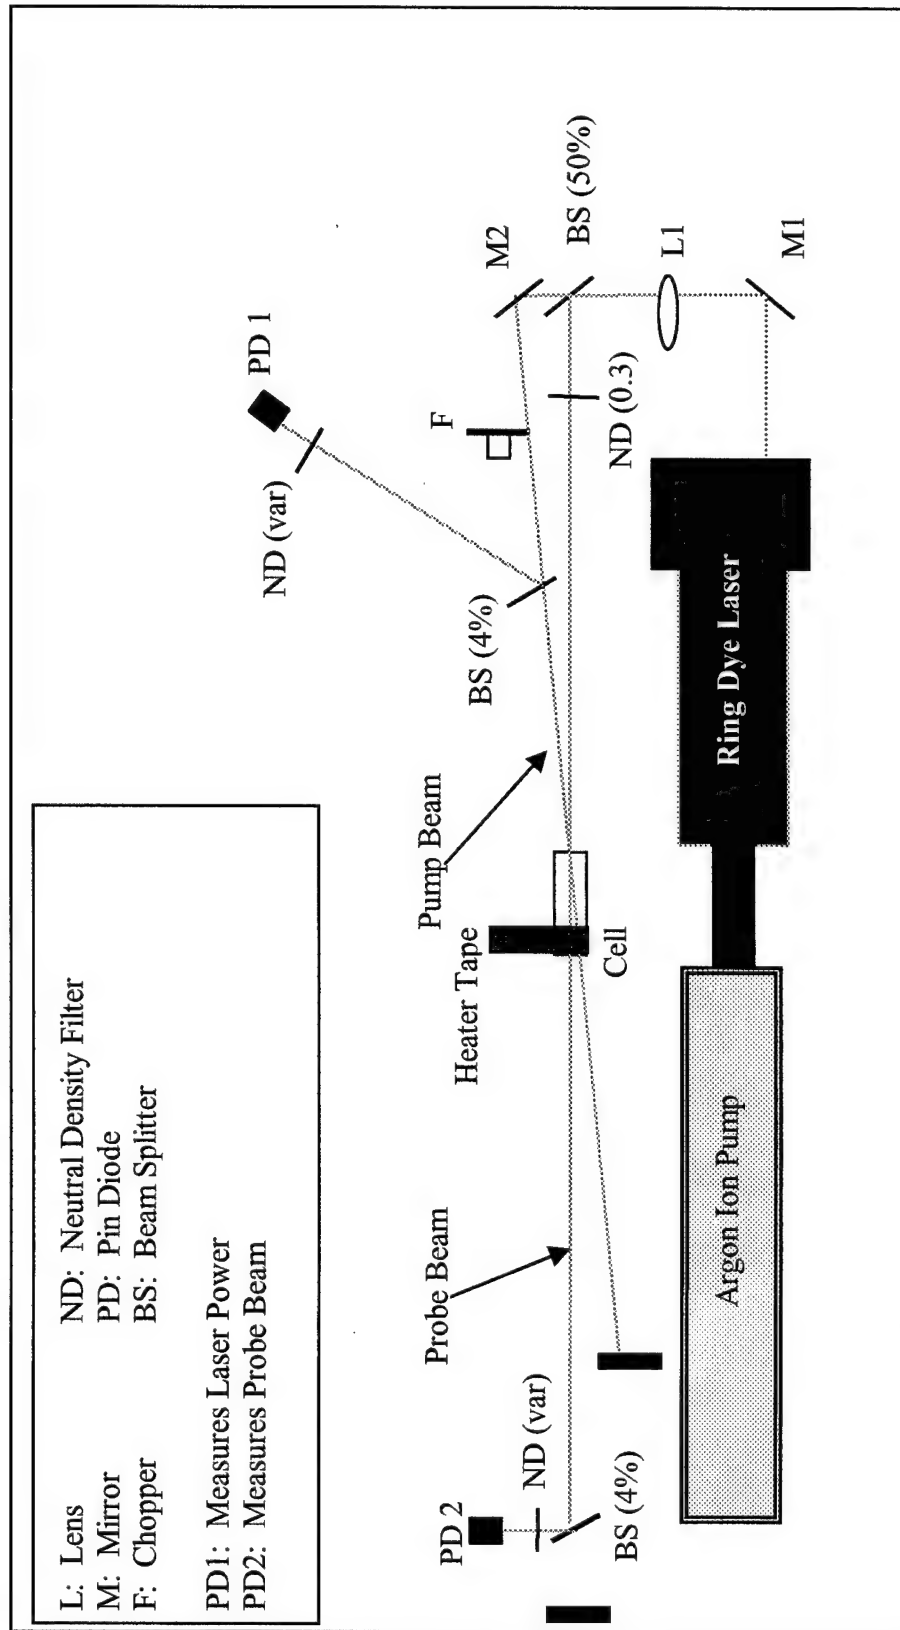 L: Lens ND: Neutral Density Filter
M: Mirror PD: Pin Diode
F: Chopper BS: Beam Splitter
PD1: Measures Laser Power
PD2: Measures Probe Beam
PD 1
ND (var)
M2
F
BS (50%)
BS (4%)
ND (0.3)
L1
M1
Pump Beam
Heater Tape
Cell
Probe Beam
PD 2
ND (var)
BS (4%)
Ring Dye Laser
Argon Ion Pump